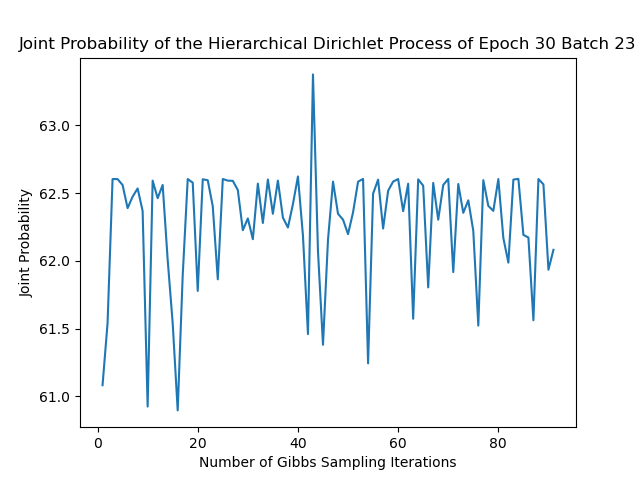 Joint Probability of the Hierarchical Dirichlet Process of Epoch 30 Batch 23
63.0
62.5
62.0
61.5
61.0
Joint Probability
0 20 40 60 80
Number of Gibbs Sampling Iterations